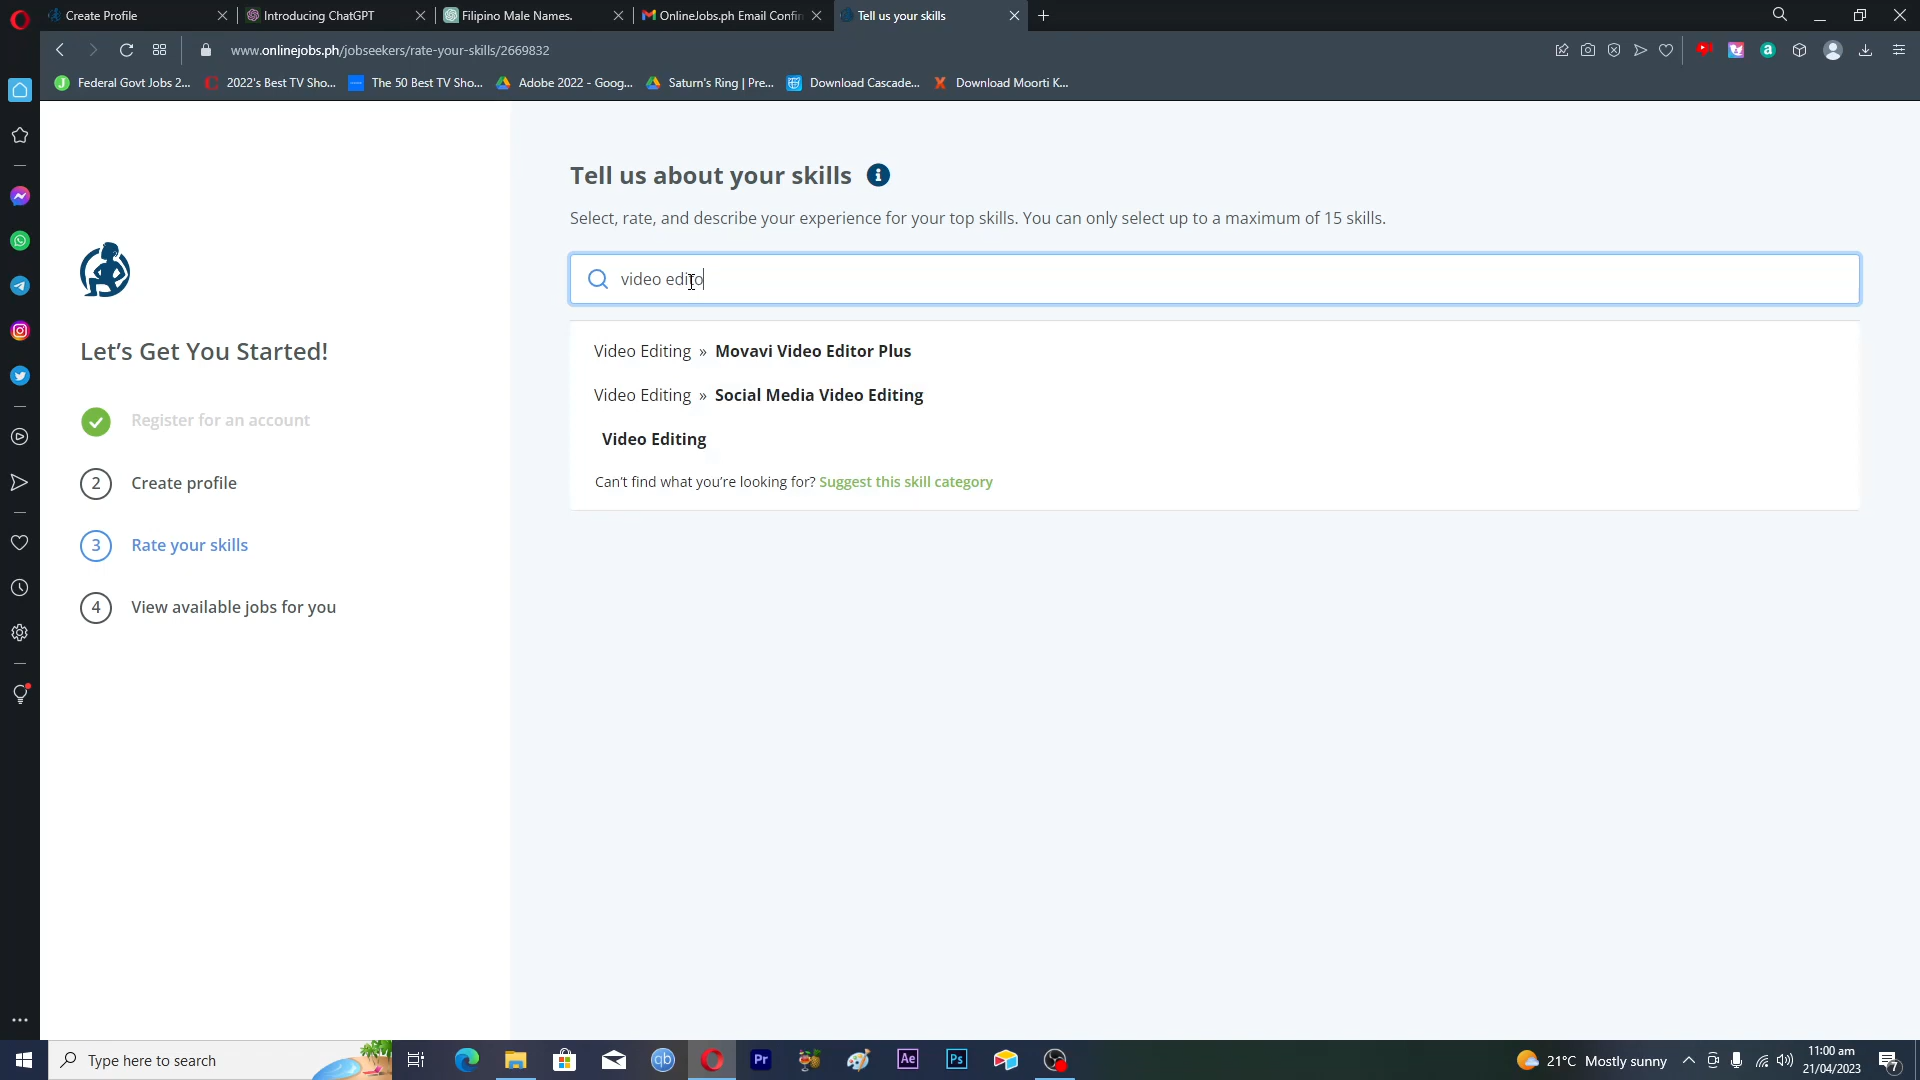 Create Profile
Introducing ChatGPT
Filipino Male Names.
OnlineJobs.ph Email Confir
Tell us your skills
www.onlinejobs.ph/jobseekers/rate-your-skills/2669832
Federal Govt Jobs 2...
2022's Best TV Sho...
The 50 Best TV Sho...
Adobe 2022 - Goog...
Saturn's Ring | Pre...
Download Cascade...
Download Moorti K...
Tell us about your skills
Select, rate, and describe your experience for your top skills. You can only select up to a maximum of 15 skills.
video edito
Video Editing » Movavi Video Editor Plus
Video Editing » Social Media Video Editing
Video Editing
Can't find what you're looking for? Suggest this skill category
Let's Get You Started!
Register for an account
2 Create profile
3 Rate your skills
4 View available jobs for you
Type here to search
qb
Pr
Ae
Ps
21°C Mostly sunny
11:00 am
21/04/2023
7